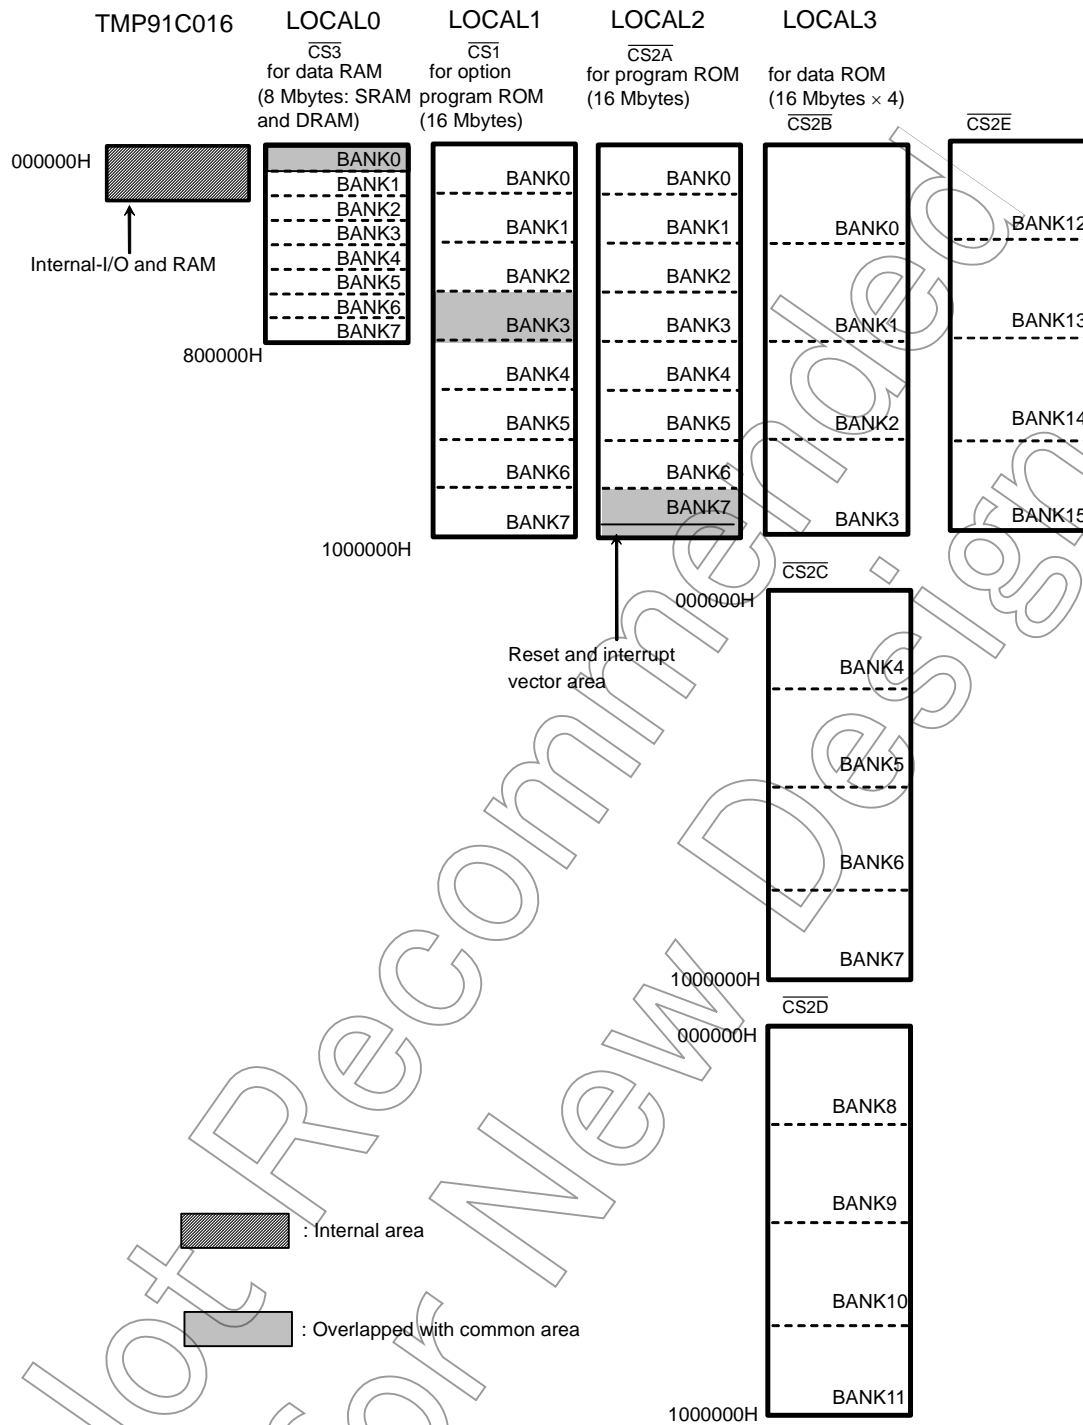 TMP91C016
LOCAL0
LOCAL1
LOCAL2
LOCAL3
CS3
for data RAM
(8 Mbytes: SRAM
and DRAM)
CS1
for option
program ROM
(16 Mbytes)
CS2A
for program ROM
(16 Mbytes)
for data ROM
(16 Mbytes × 4)
CS2B
CS2E
000000H
Internal-I/O and RAM
BANK0
BANK1
BANK2
BANK3
BANK4
BANK5
BANK6
BANK7
800000H
BANK0
BANK1
BANK2
BANK3
BANK4
BANK5
BANK6
BANK7
1000000H
BANK0
BANK1
BANK2
BANK3
BANK4
BANK5
BANK6
BANK7
Reset and interrupt
vector area
BANK0
BANK1
BANK2
BANK3
BANK12
BANK13
BANK14
BANK15
CS2C
000000H
BANK4
BANK5
BANK6
BANK7
1000000H
CS2D
000000H
BANK8
BANK9
BANK10
BANK11
1000000H
: Internal area
: Overlapped with common area
Not Recommended
for New Design